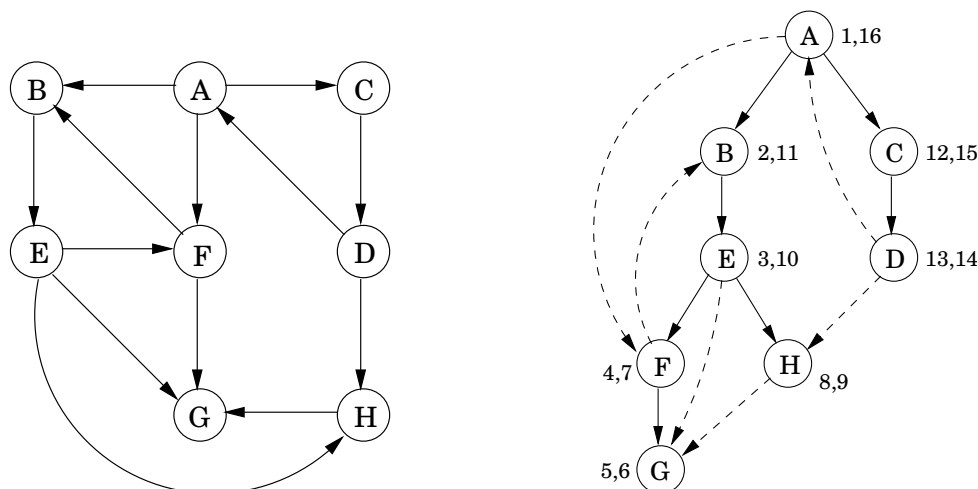 B A C
E F D
G H
A 1,16
B 2,11 C 12,15
E 3,10 D 13,14
4,7 F H 8,9
5,6 G